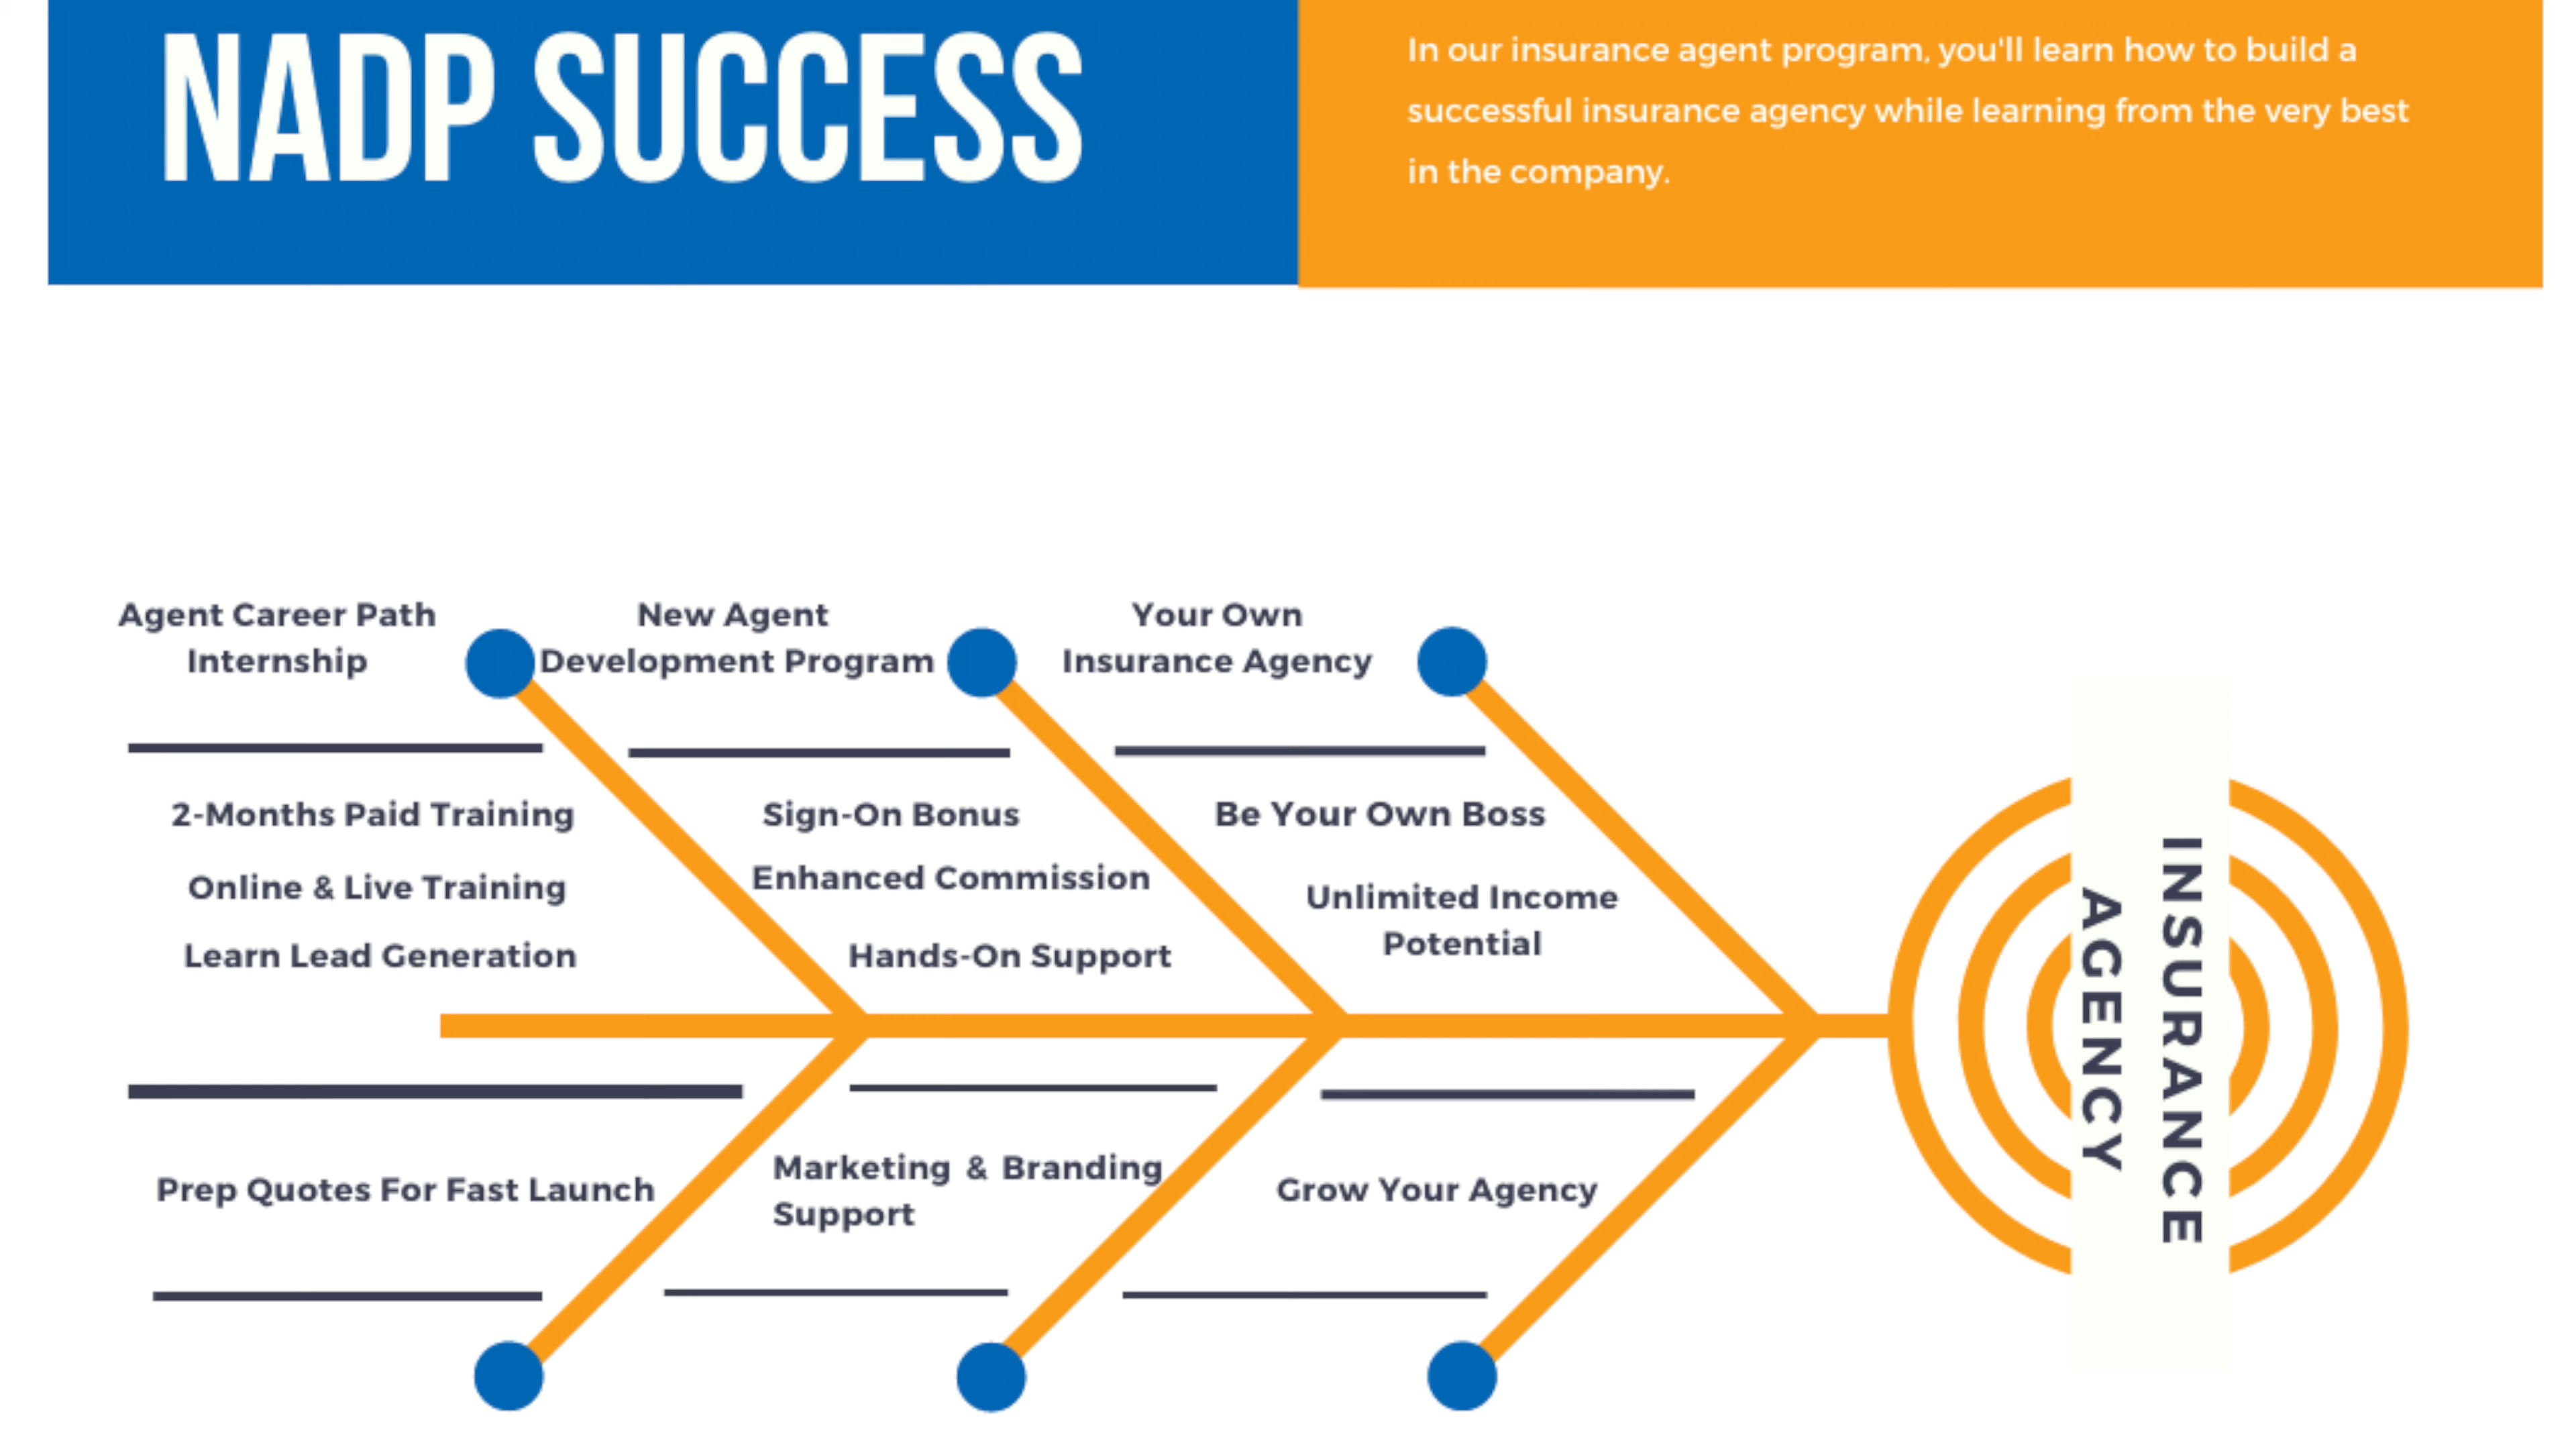 NADP SUCCESS
In our insurance agent program, you'll learn how to build a
successful insurance agency while learning from the very best
in the company.
Agent Career Path
Internship
New Agent
Development Program
Your Own
Insurance Agency
2-Months Paid Training
Online & Live Training
Learn Lead Generation
Sign-On Bonus
Enhanced Commission
Hands-On Support
Be Your Own Boss
Unlimited Income
Potential
Prep Quotes For Fast Launch
Marketing & Branding
Support
Grow Your Agency
INSURANCE
AGENCY